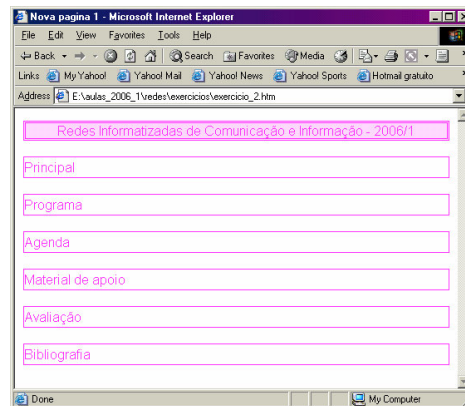 Nova pagina 1 - Microsoft Internet Explorer
File Edit View Favorites Tools Help
Back Search Favorites Media
Links My Yahoo! Yahoo! Mail Yahoo! News Yahoo! Sports Hotmail gratuito
Address E:\aulas_2006_1\redes\exercicios\exercicio_2.htm
Redes Informatizadas de Comunicação e Informação - 2006/1
Principal
Programa
Agenda
Material de apoio
Avaliação
Bibliografia
Done My Computer